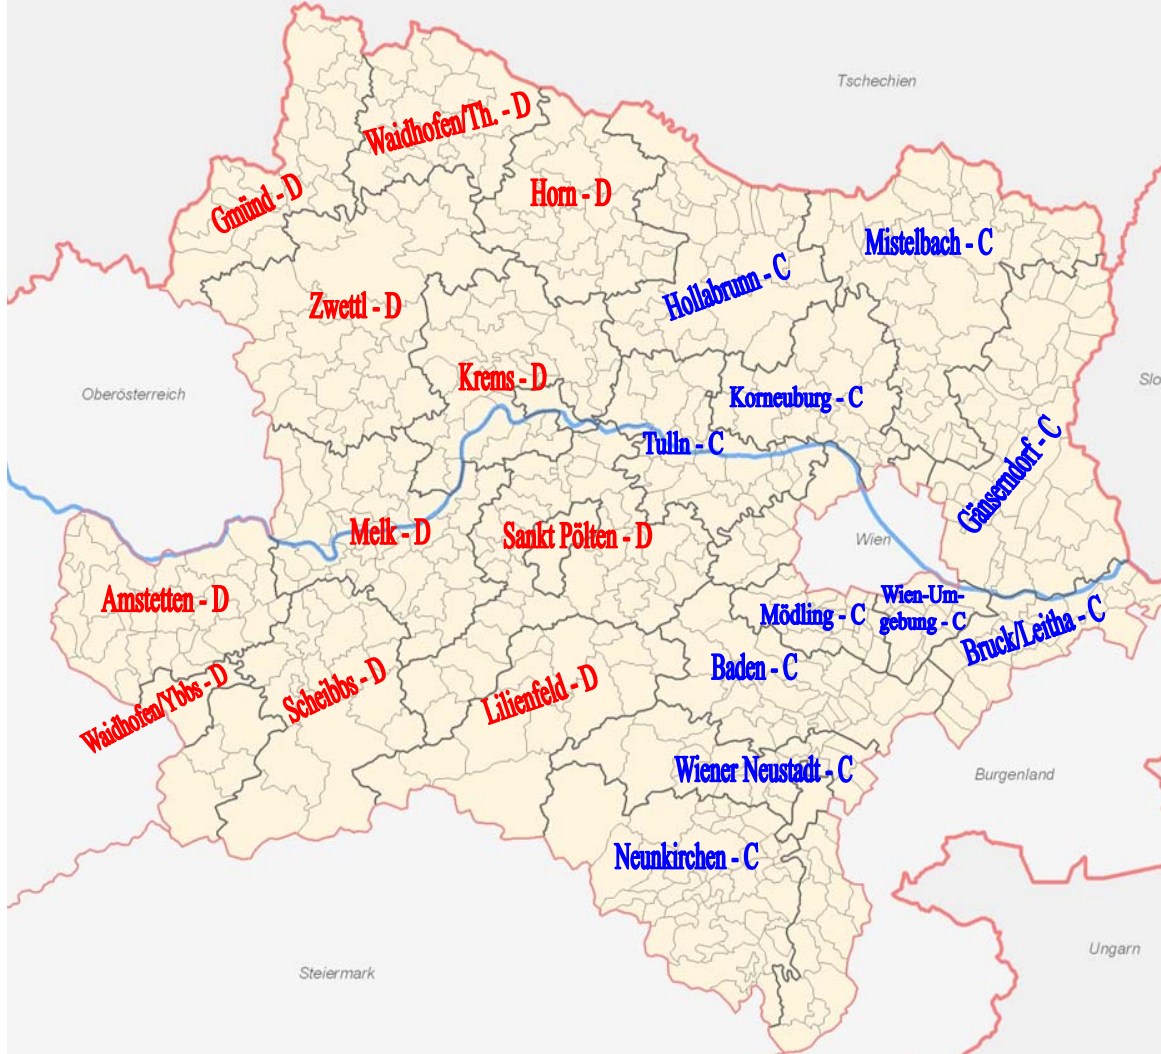 Tschechien
Waidhofen/Th. - D
Gmünd - D
Horn - D
Mistelbach - C
Hollabrunn - C
Zwettl - D
Krems - D
Oberösterreich
Korneuburg - C
Slo
Tulln - C
Gänserndorf - C
Melk - D
Sankt Pölten - D
Wien
Amstetten - D
Mödling - C
Wien-Um-
gebung - C
Bruck/Leitha - C
Baden - C
Waidhofen/Ybbs - D
Scheibbs - D
Lilienfeld - D
Wiener Neustadt - C
Burgenland
Neunkirchen - C
Ungarn
Steiermark